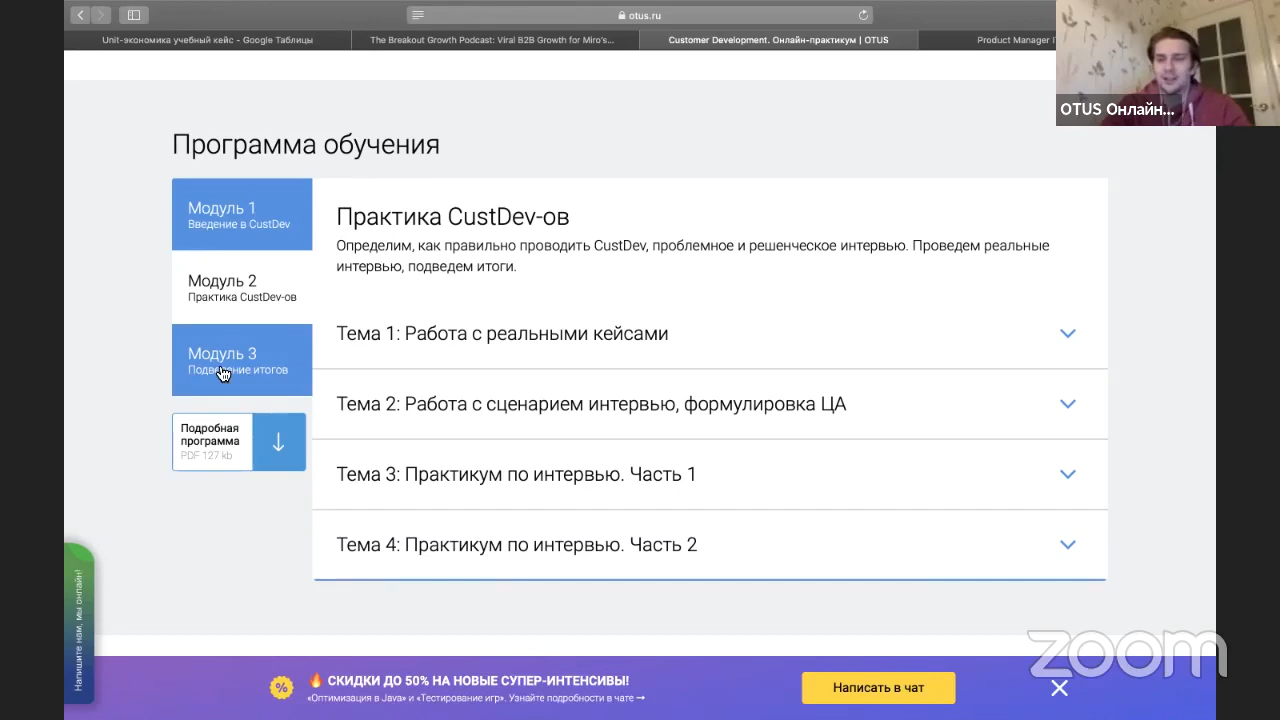 otus.ru
Unit-экономика учебный кейс - Google Таблицы
The Breakout Growth Podcast: Viral B2B Growth for Miro's...
Customer Development. Онлайн-практикум | OTUS
Product Manager I
OTUS Онлайн...
Программа обучения
Модуль 1
Введение в CustDev
Модуль 2
Практика CustDev-ов
Модуль 3
Подведение итогов
Подробная
программа
PDF 127 kb
Практика CustDev-ов
Определим, как правильно проводить CustDev, проблемное и решенческое интервью. Проведем реальные
интервью, подведем итоги.
Тема 1: Работа с реальными кейсами
Тема 2: Работа с сценарием интервью, формулировка ЦА
Тема 3: Практикум по интервью. Часть 1
Тема 4: Практикум по интервью. Часть 2
Напишите нам, мы онлайн!
zoom
% 🔥 СКИДКИ ДО 50% НА НОВЫЕ СУПЕР-ИНТЕНСИВЫ!
«Оптимизация в Java» и «Тестирование игр». Узнайте подробности в чате →
Написать в чат